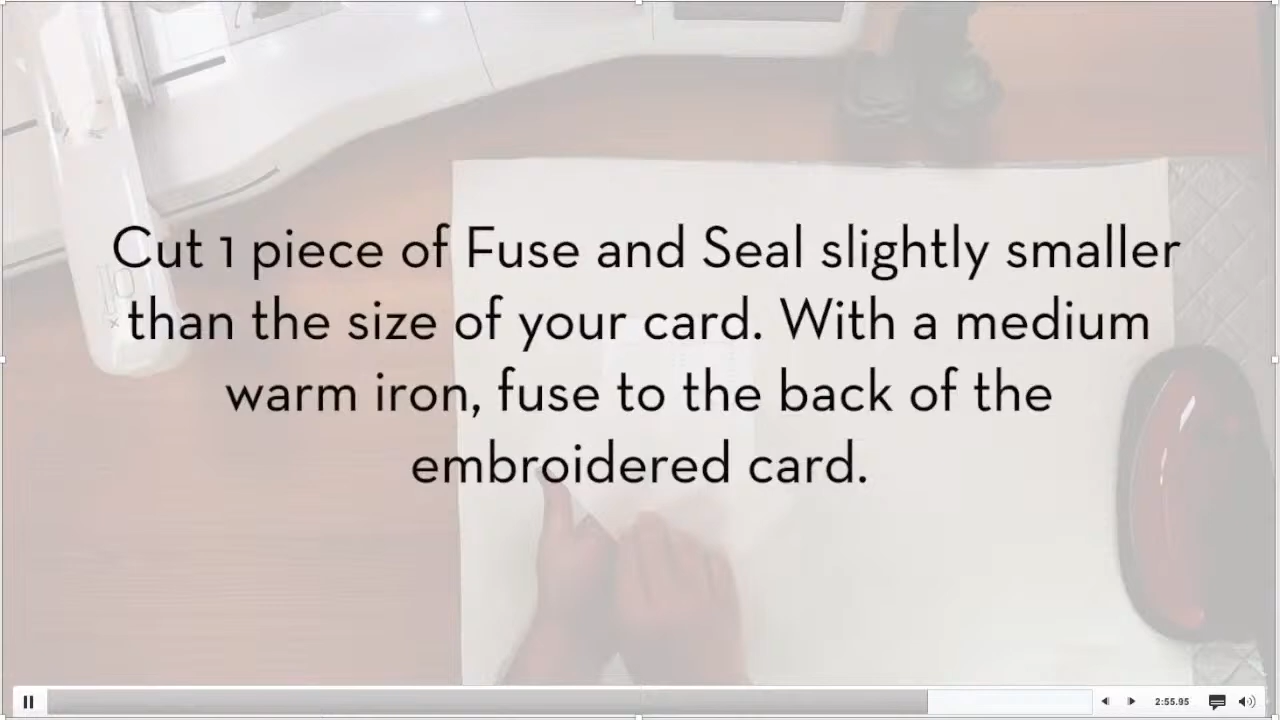 Cut 1 piece of Fuse and Seal slightly smaller
than the size of your card. With a medium
warm iron, fuse to the back of the
embroidered card.
2:55.95